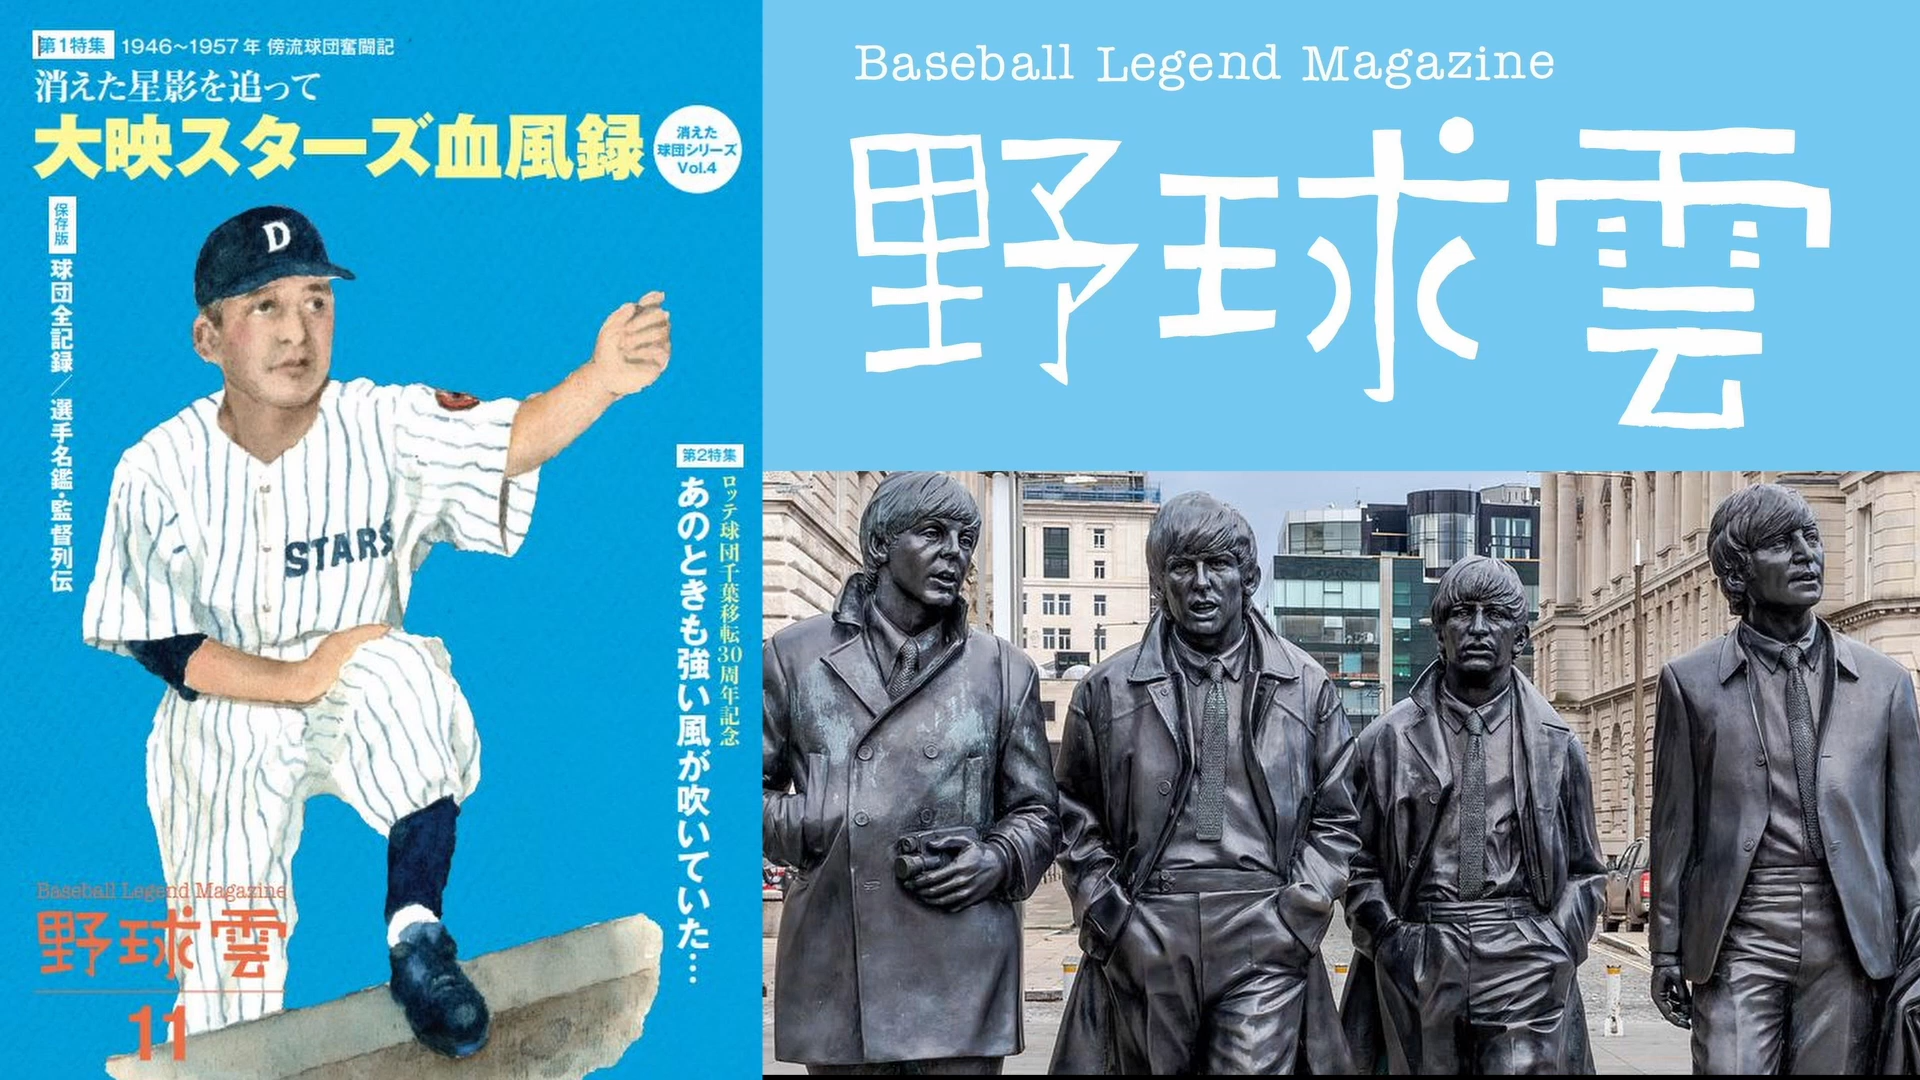 第1特集 1946〜1957年 傍流球団奮闘記
消えた星影を追って
大映スターズ血風録
消えた
球団シリーズ
Vol.4
保存版
球団全記録／選手名鑑・監督列伝
D
STARS
第2特集
ロッテ球団千葉移転30周年記念
あのときも強い風が吹いていた…
Baseball Legend Magazine
野球雲
11
Baseball Legend Magazine
野球雲